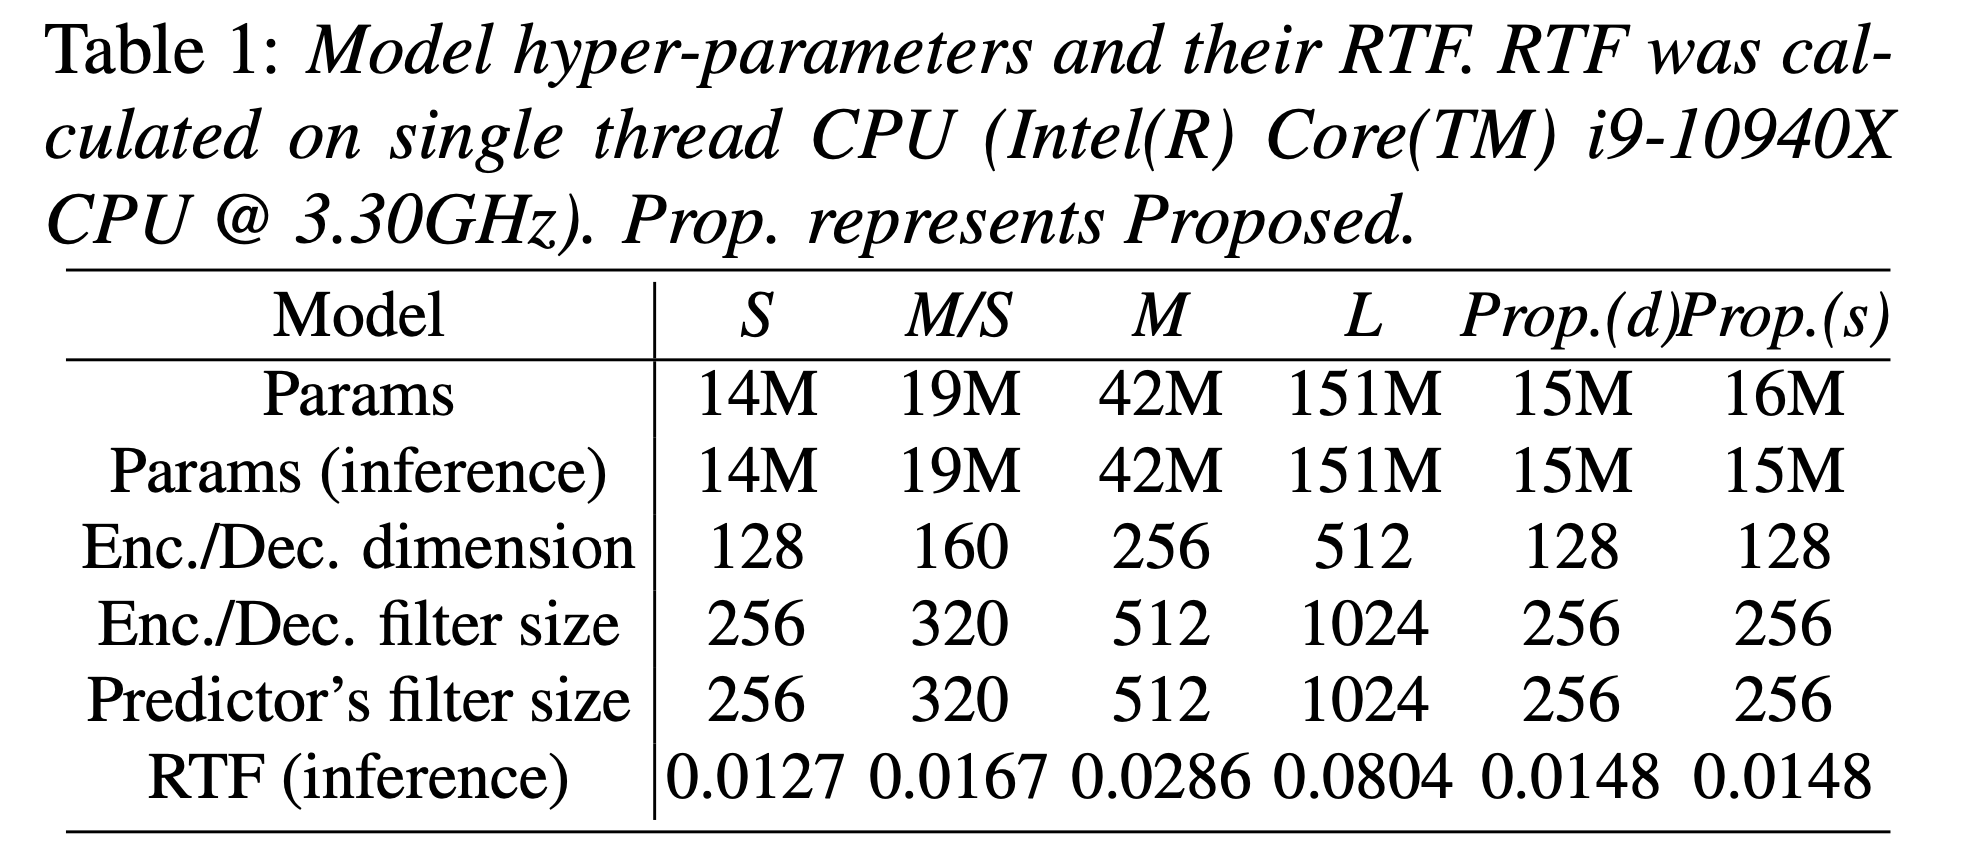 Table 1: Model hyper-parameters and their RTF. RTF was cal-
culated on single thread CPU (Intel(R) Core(TM) i9-10940X
CPU @ 3.30GHz). Prop. represents Proposed.
Model S M/S M L Prop.(d) Prop.(s)
Params 14M 19M 42M 151M 15M 16M
Params (inference) 14M 19M 42M 151M 15M 15M
Enc./Dec. dimension 128 160 256 512 128 128
Enc./Dec. filter size 256 320 512 1024 256 256
Predictor’s filter size 256 320 512 1024 256 256
RTF (inference) 0.0127 0.0167 0.0286 0.0804 0.0148 0.0148